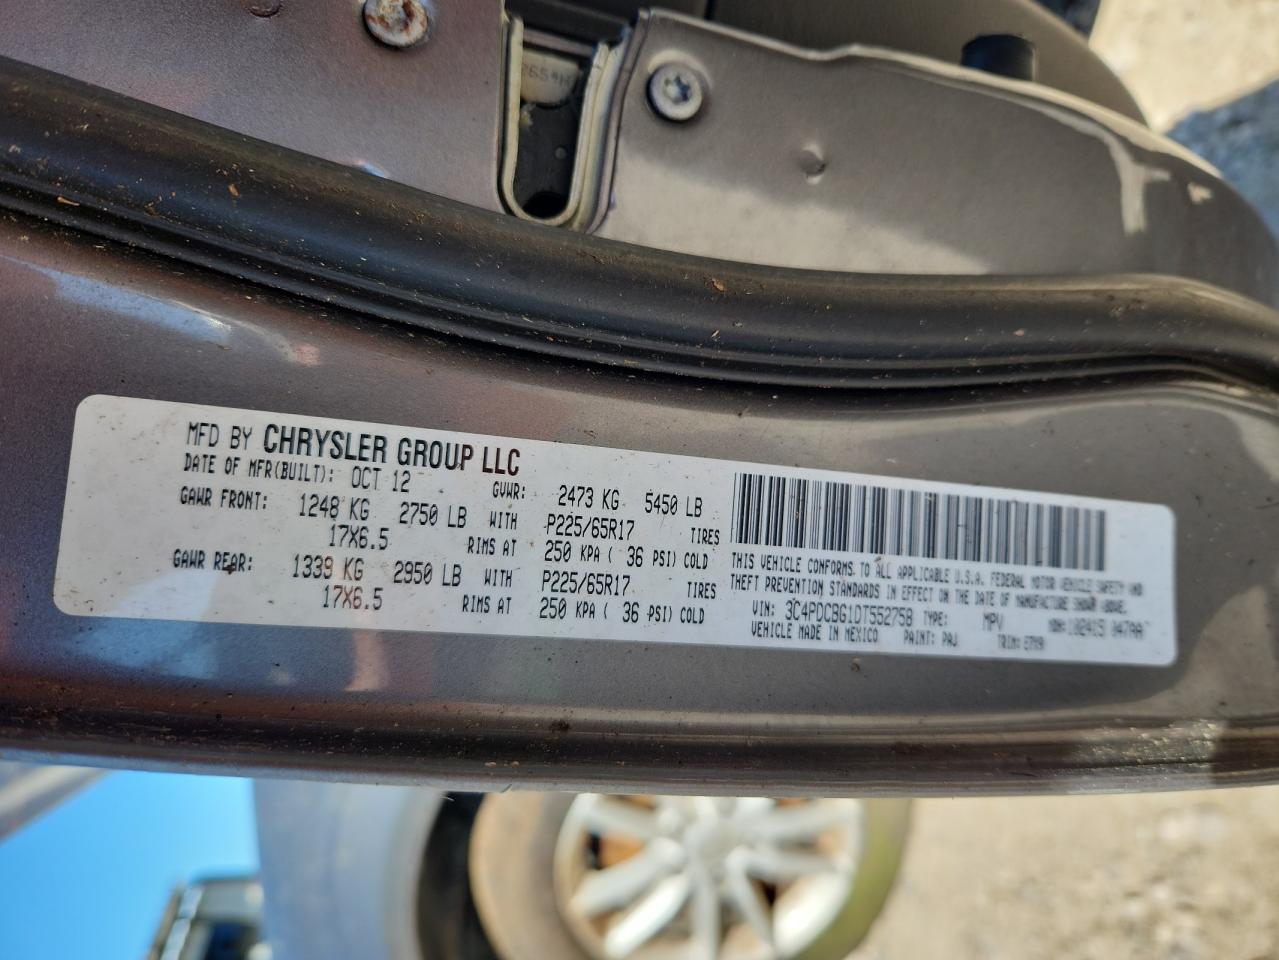 MFD BY CHRYSLER GROUP LLC
DATE OF MFR(BUILT): OCT 12 GVWR: 2473 KG 5450 LB
GAWR FRONT: 1248 KG 2750 LB WITH P225/65R17 TIRES
17X6.5 RIMS AT 250 KPA ( 36 PSI) COLD
GAWR REAR: 1339 KG 2950 LB WITH P225/65R17 TIRES
17X6.5 RIMS AT 250 KPA ( 36 PSI) COLD
THIS VEHICLE CONFORMS TO ALL APPLICABLE U.S.A. FEDERAL MOTOR VEHICLE SAFETY AND
THEFT PREVENTION STANDARDS IN EFFECT ON THE DATE OF MANUFACTURE SHOWN ABOVE.
VIN: 3C4PDCBG1DT552758 TYPE: MPV
VEHICLE MADE IN MEXICO PAINT: PAJ TRIM: